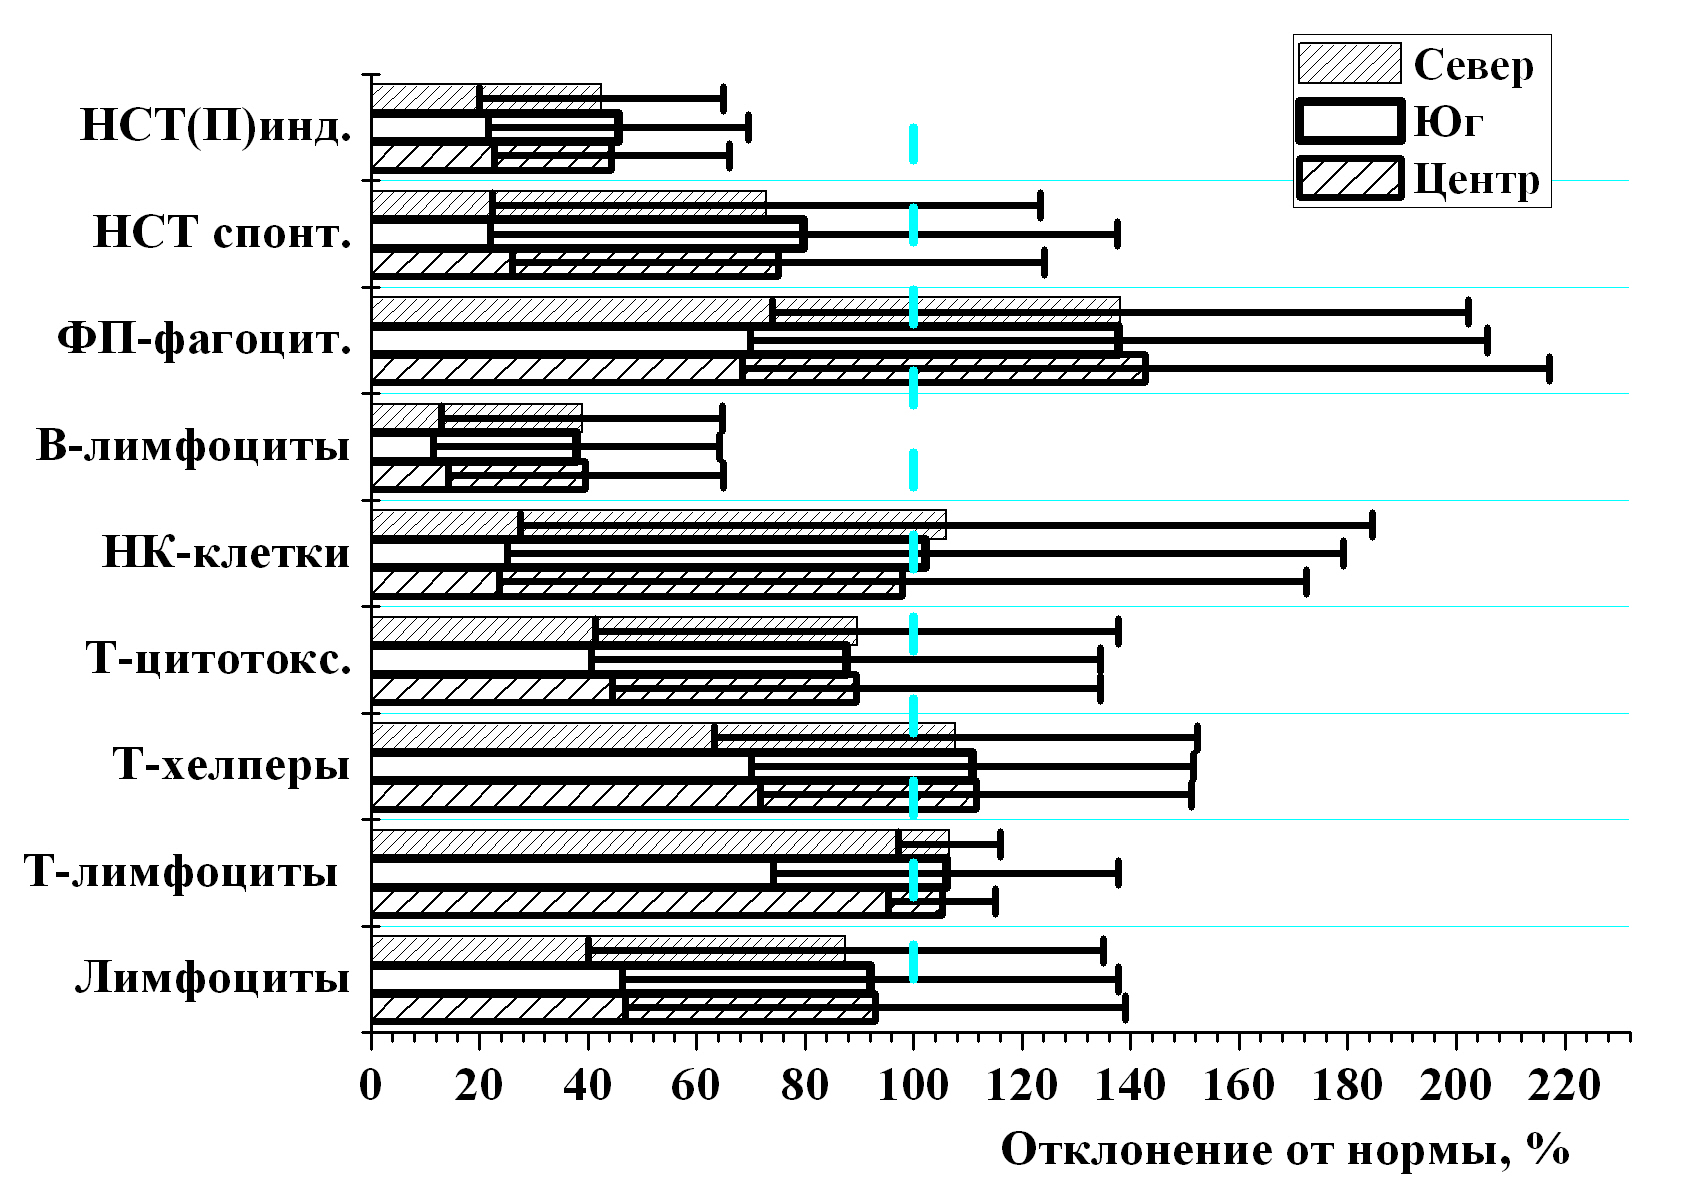 Север
Юг
Центр
НСТ(П)инд.
НСТ спонт.
ФП-фагоцит.
В-лимфоциты
НК-клетки
Т-цитотокс.
Т-хелперы
Т-лимфоциты
Лимфоциты
0 20 40 60 80 100 120 140 160 180 200 220
Отклонение от нормы, %